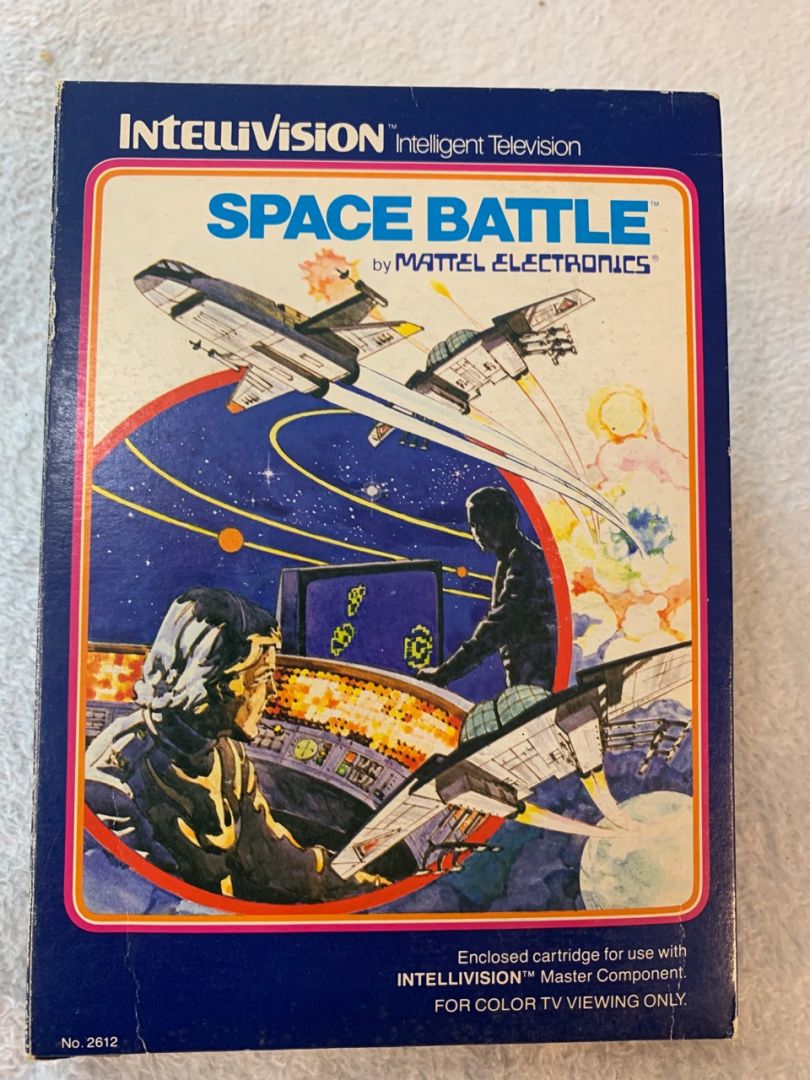 INTELLIVISION™ Intelligent Television
SPACE BATTLE™
by MATTEL ELECTRONICS®
Enclosed cartridge for use with
INTELLIVISION™ Master Component.
FOR COLOR TV VIEWING ONLY.
No. 2612